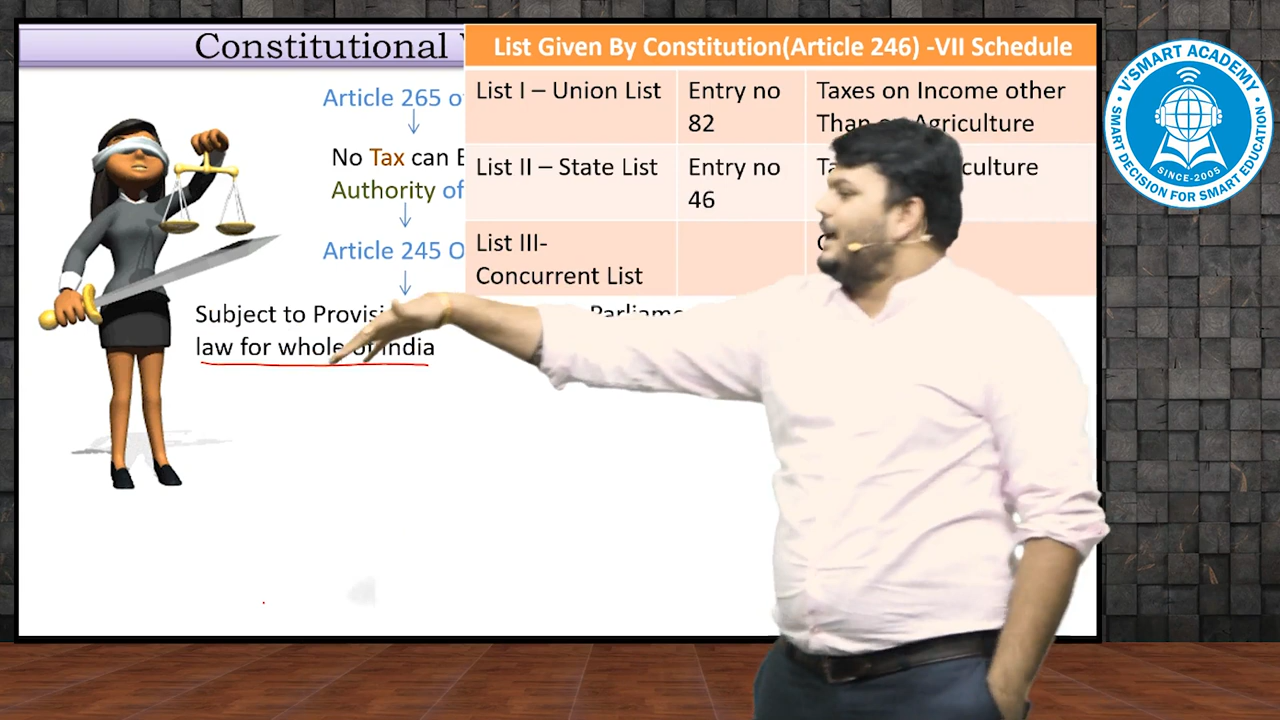 Constitutional
Article 265
No Tax can
Authority of
Article 245
Subject to
law for whole of India
List Given By Constitution(Article 246) -VII Schedule
List I – Union List
Entry no
82
Taxes on Income other
Than Agriculture
List II – State List
Entry no
46
List III-
Concurrent List
V'SMART ACADEMY
SINCE-2005
SMART DECISION FOR SMART EDUCATION